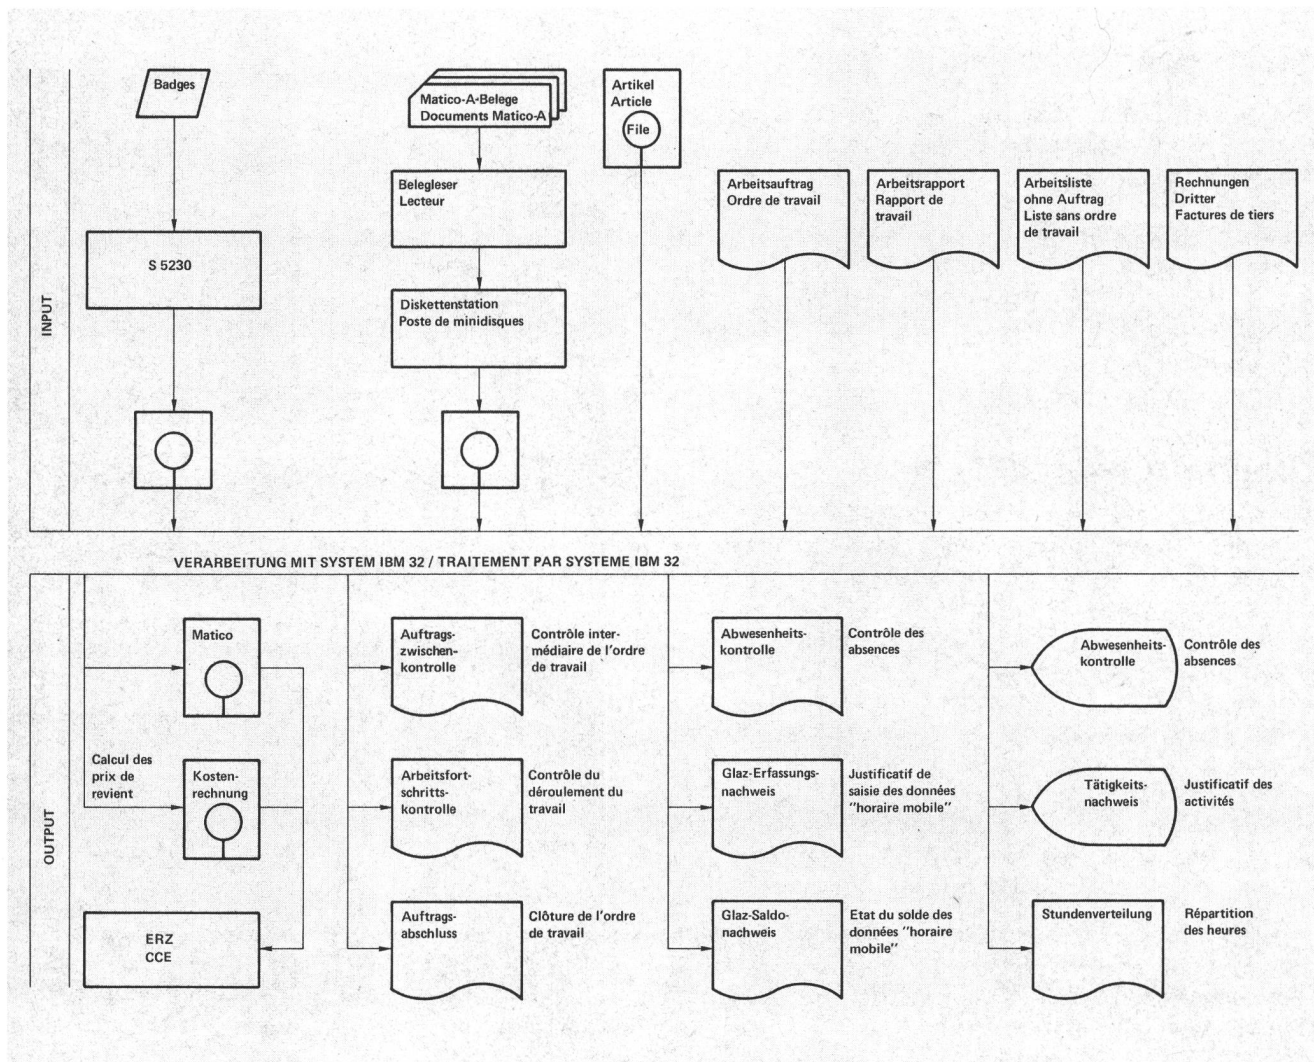 INPUT
Badges
S 5230
Matico-A-Belege
Documents Matico-A
Belegleser
Lecteur
Diskettenstation
Poste de minidisques
Artikel
Article
File
Arbeitsauftrag
Ordre de travail
Arbeitsrapport
Rapport de
travail
Arbeitsliste
ohne Auftrag
Liste sans ordre
de travail
Rechnungen
Dritter
Factures de tiers
VERARBEITUNG MIT SYSTEM IBM 32 / TRAITEMENT PAR SYSTEME IBM 32
OUTPUT
Matico
Calcul des
prix de
revient
Kosten-
rechnung
ERZ
CCE
Auftrags-
zwischen-
kontrolle
Contrôle inter-
médiaire de l'ordre
de travail
Arbeitsfort-
schritts-
kontrolle
Contrôle du
déroulement du
travail
Auftrags-
abschluss
Clôture de l'ordre
de travail
Abwesenheits-
kontrolle
Contrôle des
absences
Glaz-Erfassungs-
nachweis
Justificatif de
saisie des données
"horaire mobile"
Glaz-Saldo-
nachweis
Etat du solde des
données "horaire
mobile"
Abwesenheits-
kontrolle
Contrôle des
absences
Tätigkeits-
nachweis
Justificatif des
activités
Stundenverteilung
Répartition
des heures